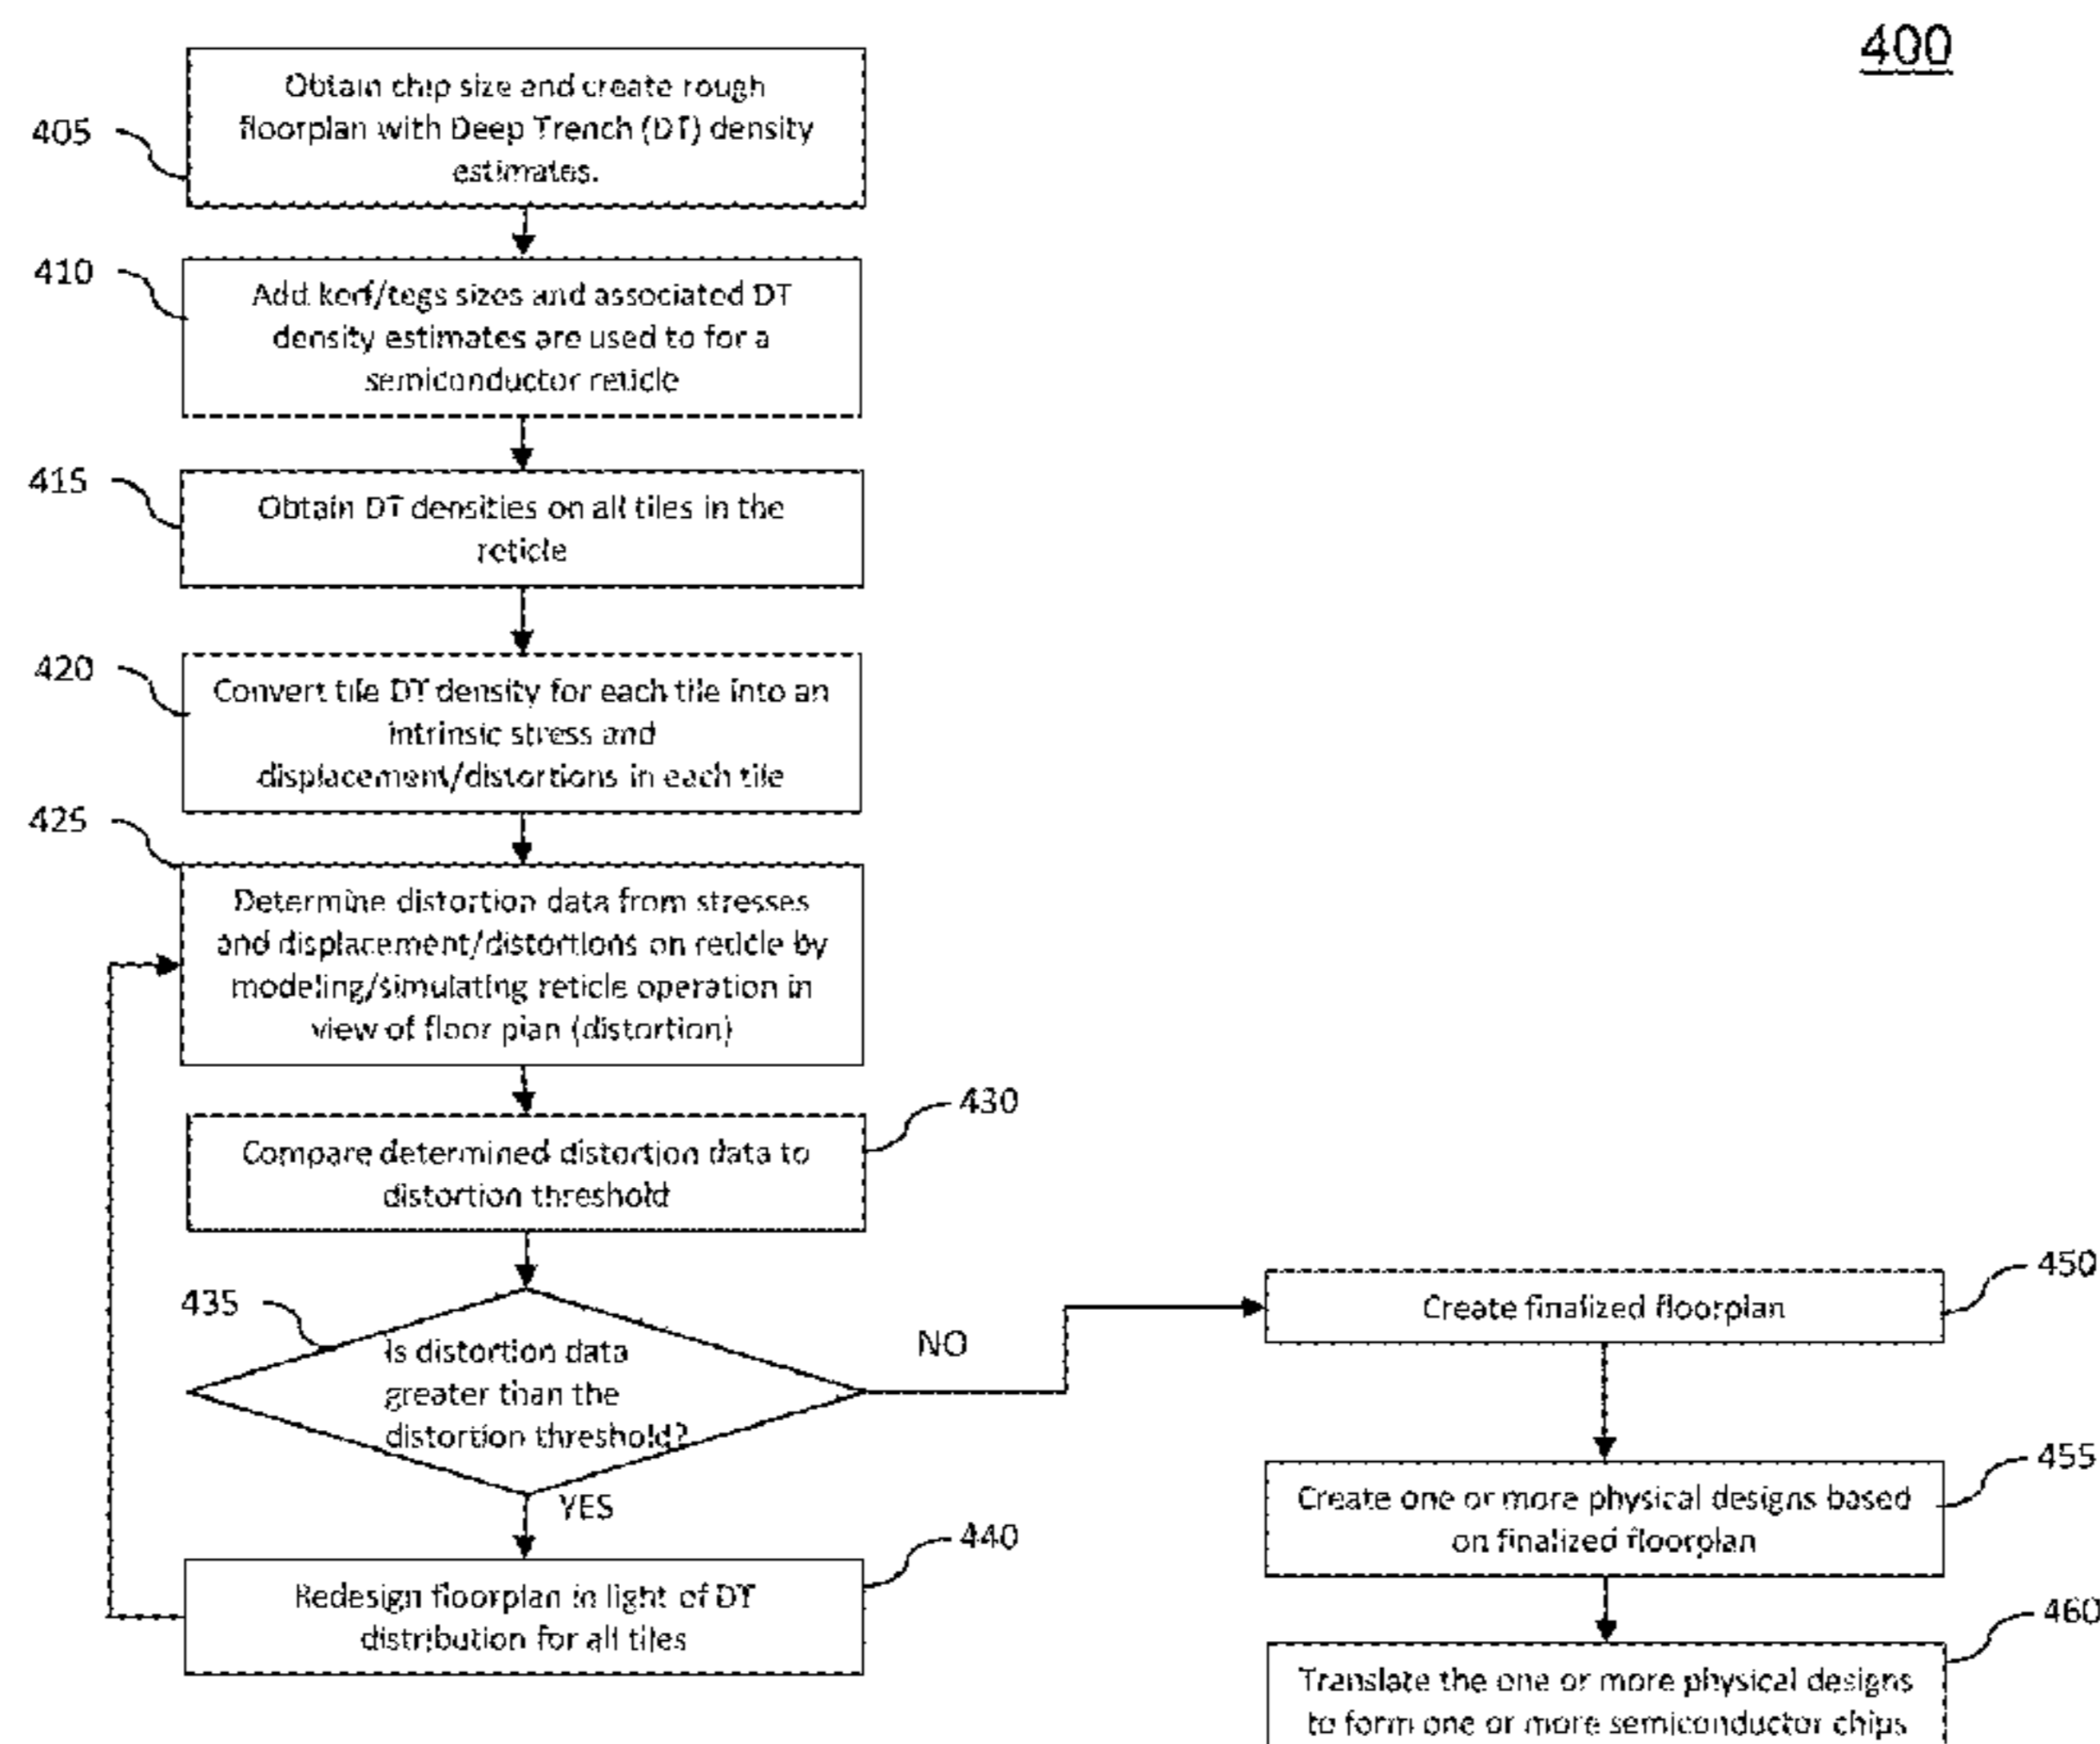 400
405
Obtain chip size and create rough
floorplan with Deep Trench (DT) density
estimates.
410
Add kerf/tegs sizes and associated DT
density estimates are used to for a
semiconductor reticle
415
Obtain DT densities on all tiles in the
reticle
420
Convert tile DT density for each tile into an
intrinsic stress and
displacement/distortions in each tile
425
Determine distortion data from stresses
and displacement/distortions on reticle by
modeling/simulating reticle operation in
view of floor plan (distortion)
430
Compare determined distortion data to
distortion threshold
435
Is distortion data
greater than the
distortion threshold?
NO
YES
440
Redesign floorplan in light of DT
distribution for all tiles
450
Create finalized floorplan
455
Create one or more physical designs based
on finalized floorplan
460
Translate the one or more physical designs
to form one or more semiconductor chips